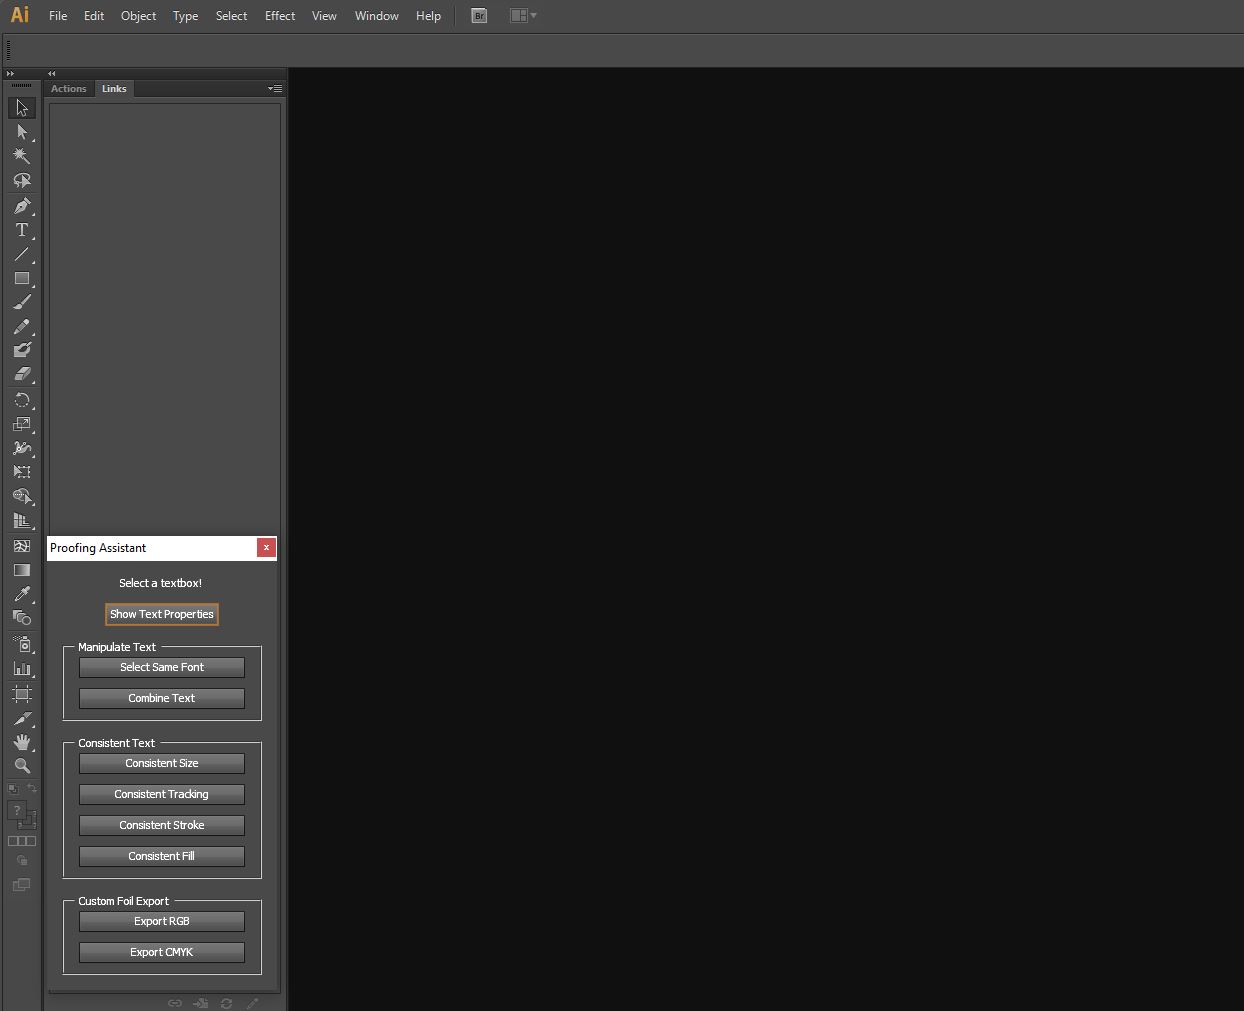 Ai File Edit Object Type Select Effect View Window Help Br
Actions Links
T
Proofing Assistant x
Select a textbox!
Show Text Properties
Manipulate Text
Select Same Font
Combine Text
Consistent Text
Consistent Size
Consistent Tracking
Consistent Stroke
Consistent Fill
?
Custom Foil Export
Export RGB
Export CMYK